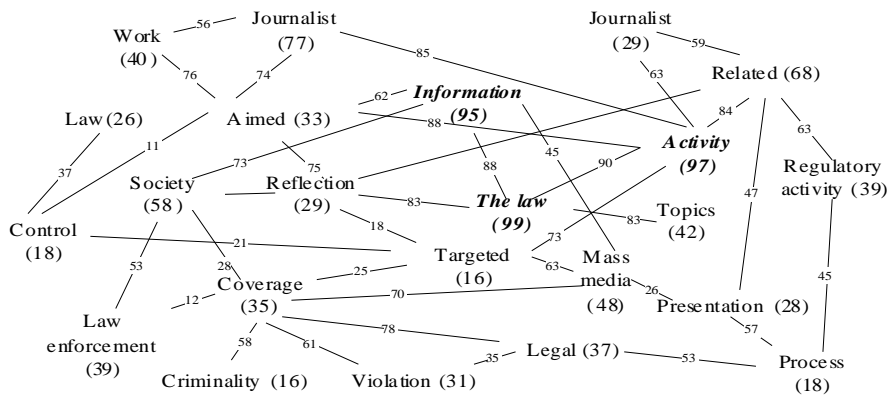 Journalist
(77)
Journalist
(29)
Work
(40)
56
59
85
76
74
63
Related (68)
Information
(95)
62
84
Law (26)
Aimed (33)
88
Activity
(97)
63
37
11
73
75
88
45
90
Regulatory
activity (39)
Society
(58)
Reflection
(29)
83
The law
(99)
83
Topics
(42)
47
Control
(18)
18
21
73
Targeted
(16)
Mass
media
(48)
53
28
25
63
45
Coverage
(35)
12
70
26
Presentation (28)
Law
enforcement
(39)
78
57
58
61
35
Legal (37)
53
Process
(18)
Criminality (16)
Violation (31)